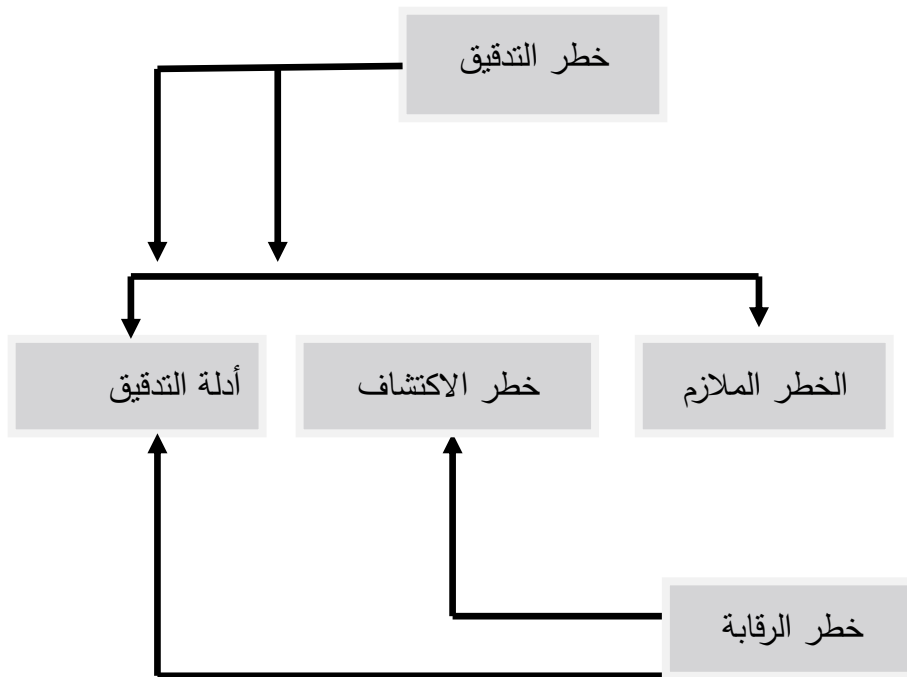 خطر التدقيق
الخطر الملازم
خطر الاكتشاف
أدلة التدقيق
خطر الرقابة